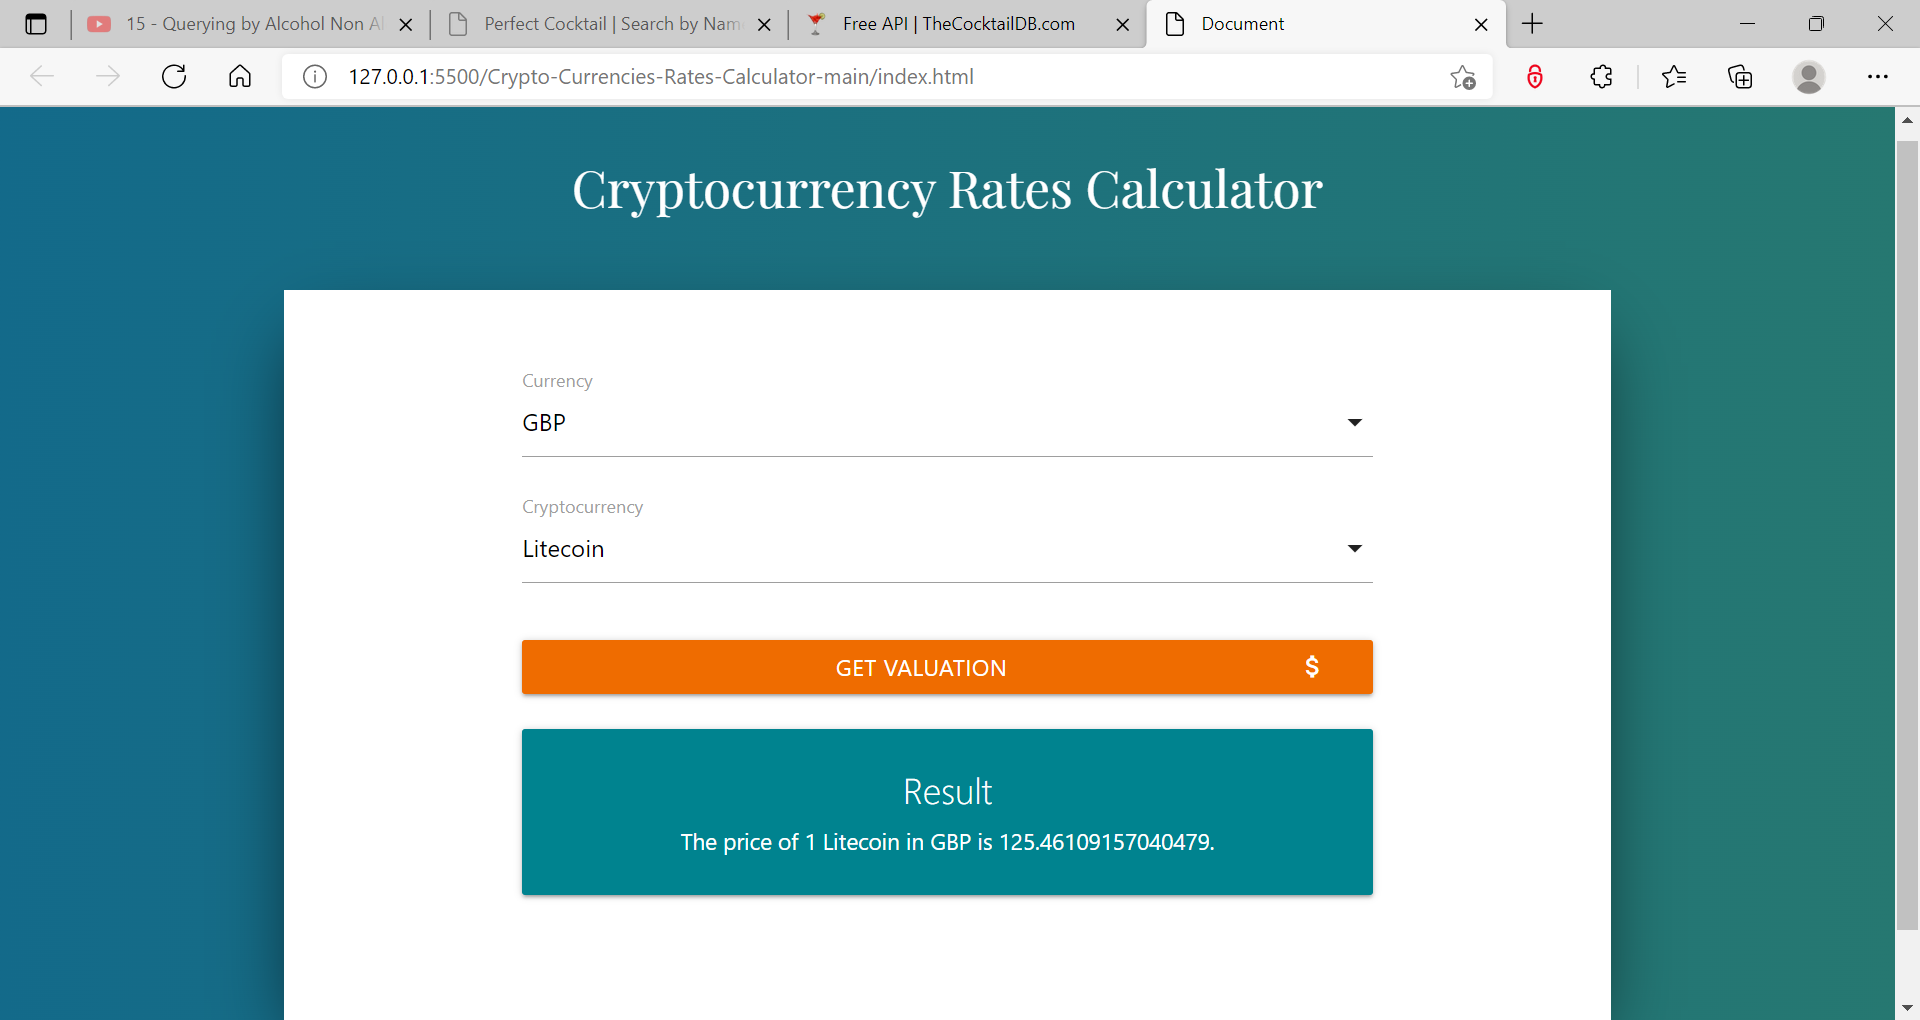 15 - Querying by Alcohol Non Al
Perfect Cocktail | Search by Nam
Free API | TheCocktailDB.com
Document
127.0.0.1:5500/Crypto-Currencies-Rates-Calculator-main/index.html
Cryptocurrency Rates Calculator
Currency
GBP
Cryptocurrency
Litecoin
GET VALUATION $
Result
The price of 1 Litecoin in GBP is 125.46109157040479.